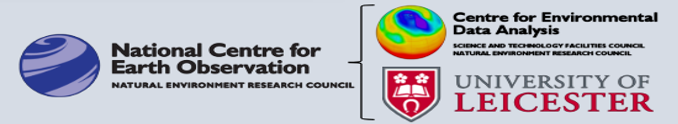 National Centre for
Earth Observation
NATURAL ENVIRONMENT RESEARCH COUNCIL
Centre for Environmental
Data Analysis
SCIENCE AND TECHNOLOGY FACILITIES COUNCIL
NATURAL ENVIRONMENT RESEARCH COUNCIL
UNIVERSITY OF
LEICESTER